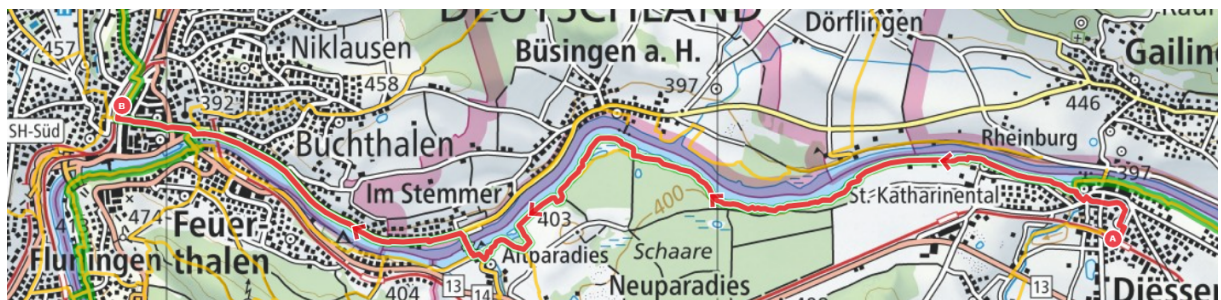 DEUTSCHLAND
Dörflingen
457
Niklausen
Büsingen a. H.
Gailing
458
397
392
446
B
SH-Süd
Buchthalen
Rheinburg
397
Im Stemmer
400
St. Katharinental
474
403
A
Feuer-
thalen
Flurlingen
Altparadies
Schaare
13
14
404
Neuparadies
13
Diessen